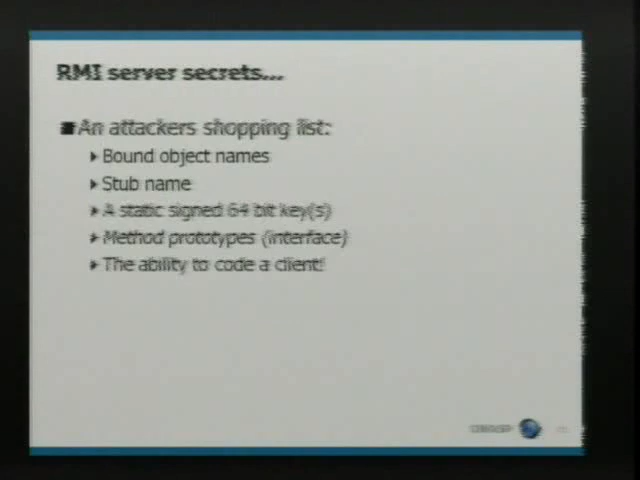 RMI server secrets...
An attackers shopping list:
Bound object names
Stub name
A static signed 64 bit key(s)
Method prototypes (interface)
The ability to code a client!